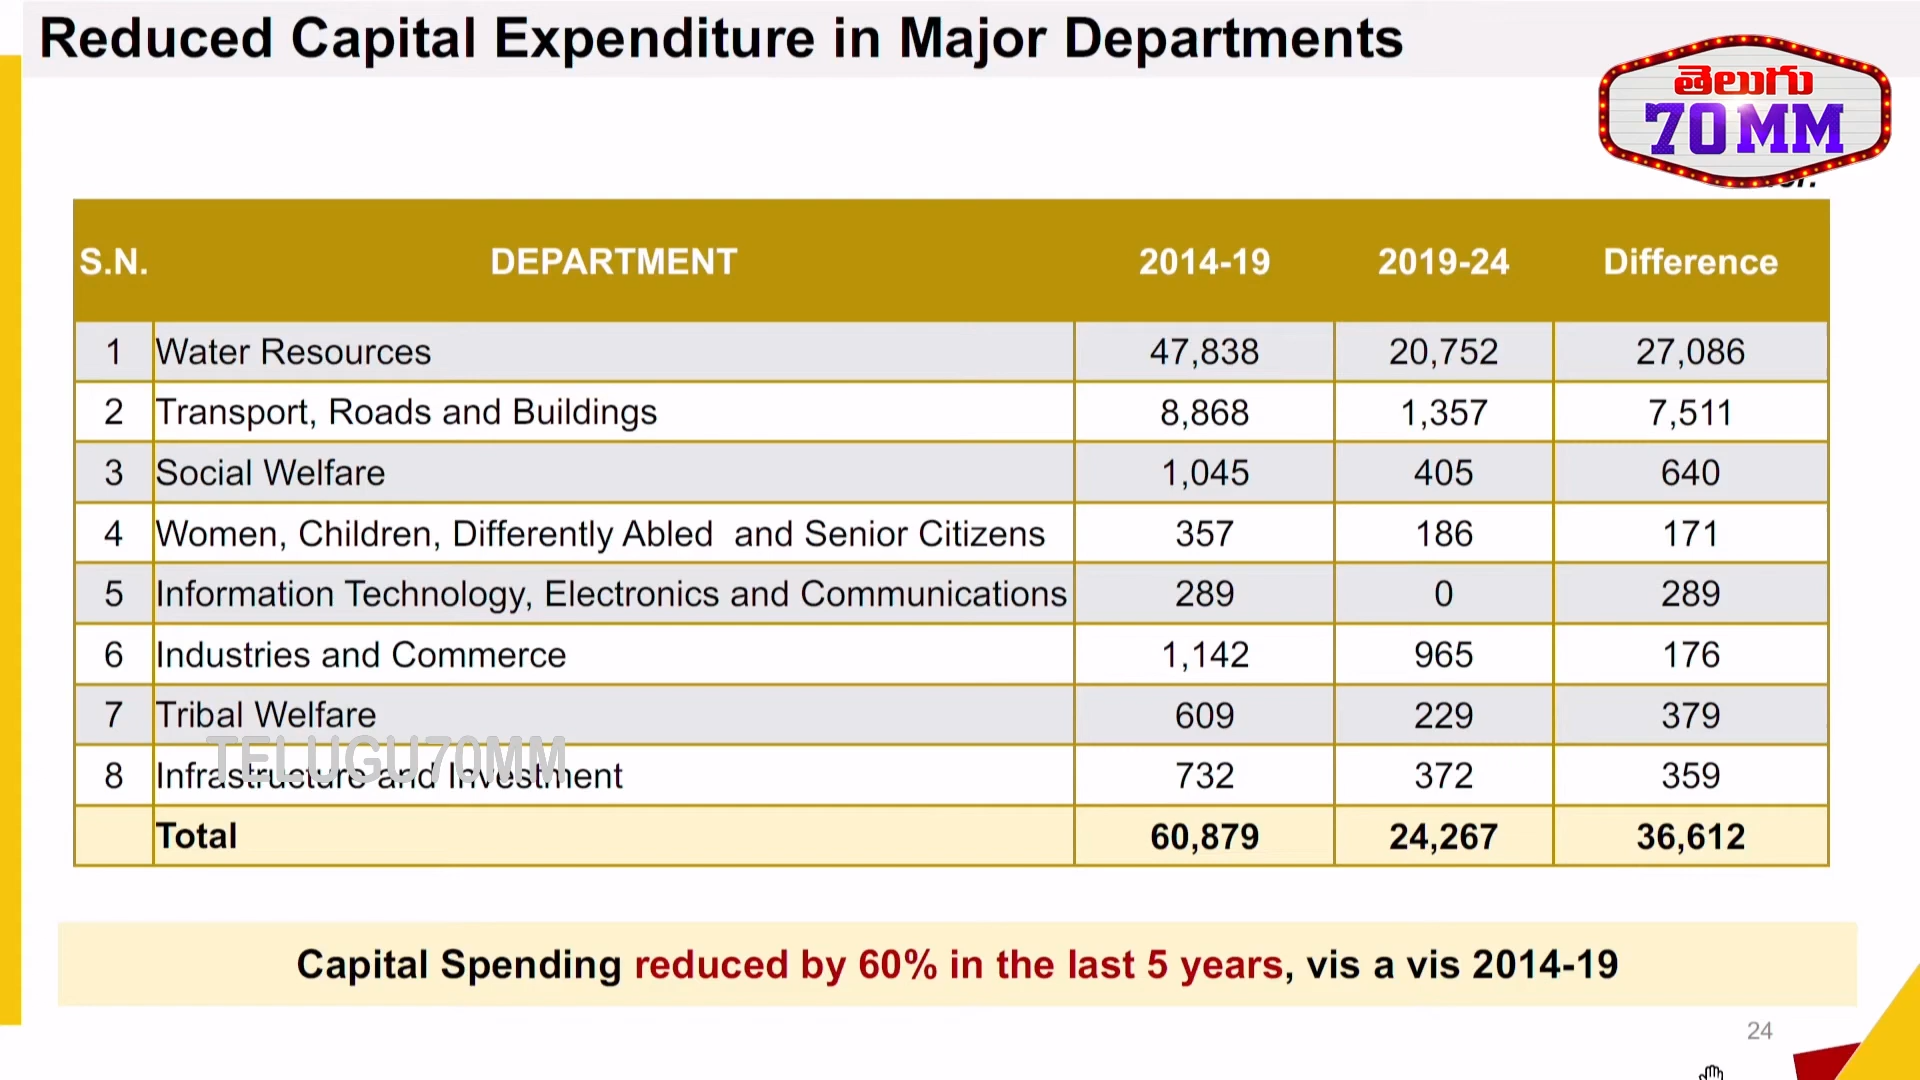 Reduced Capital Expenditure in Major Departments
తెలుగు
70MM
S.N. DEPARTMENT 2014-19 2019-24 Difference
1 Water Resources 47,838 20,752 27,086
2 Transport, Roads and Buildings 8,868 1,357 7,511
3 Social Welfare 1,045 405 640
4 Women, Children, Differently Abled and Senior Citizens 357 186 171
5 Information Technology, Electronics and Communications 289 0 289
6 Industries and Commerce 1,142 965 176
7 Tribal Welfare 609 229 379
TELUGU70MM
8 Infrastructure and Investment 732 372 359
Total 60,879 24,267 36,612
Capital Spending reduced by 60% in the last 5 years, vis a vis 2014-19
24